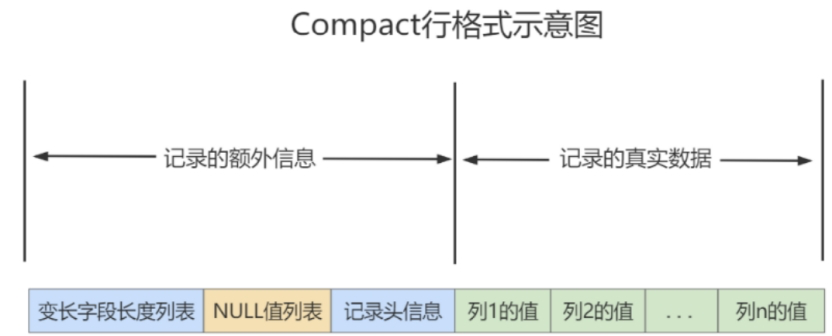 Compact行格式示意图
记录的额外信息 记录的真实数据
变长字段长度列表 NULL值列表 记录头信息 列1的值 列2的值 . . . 列n的值